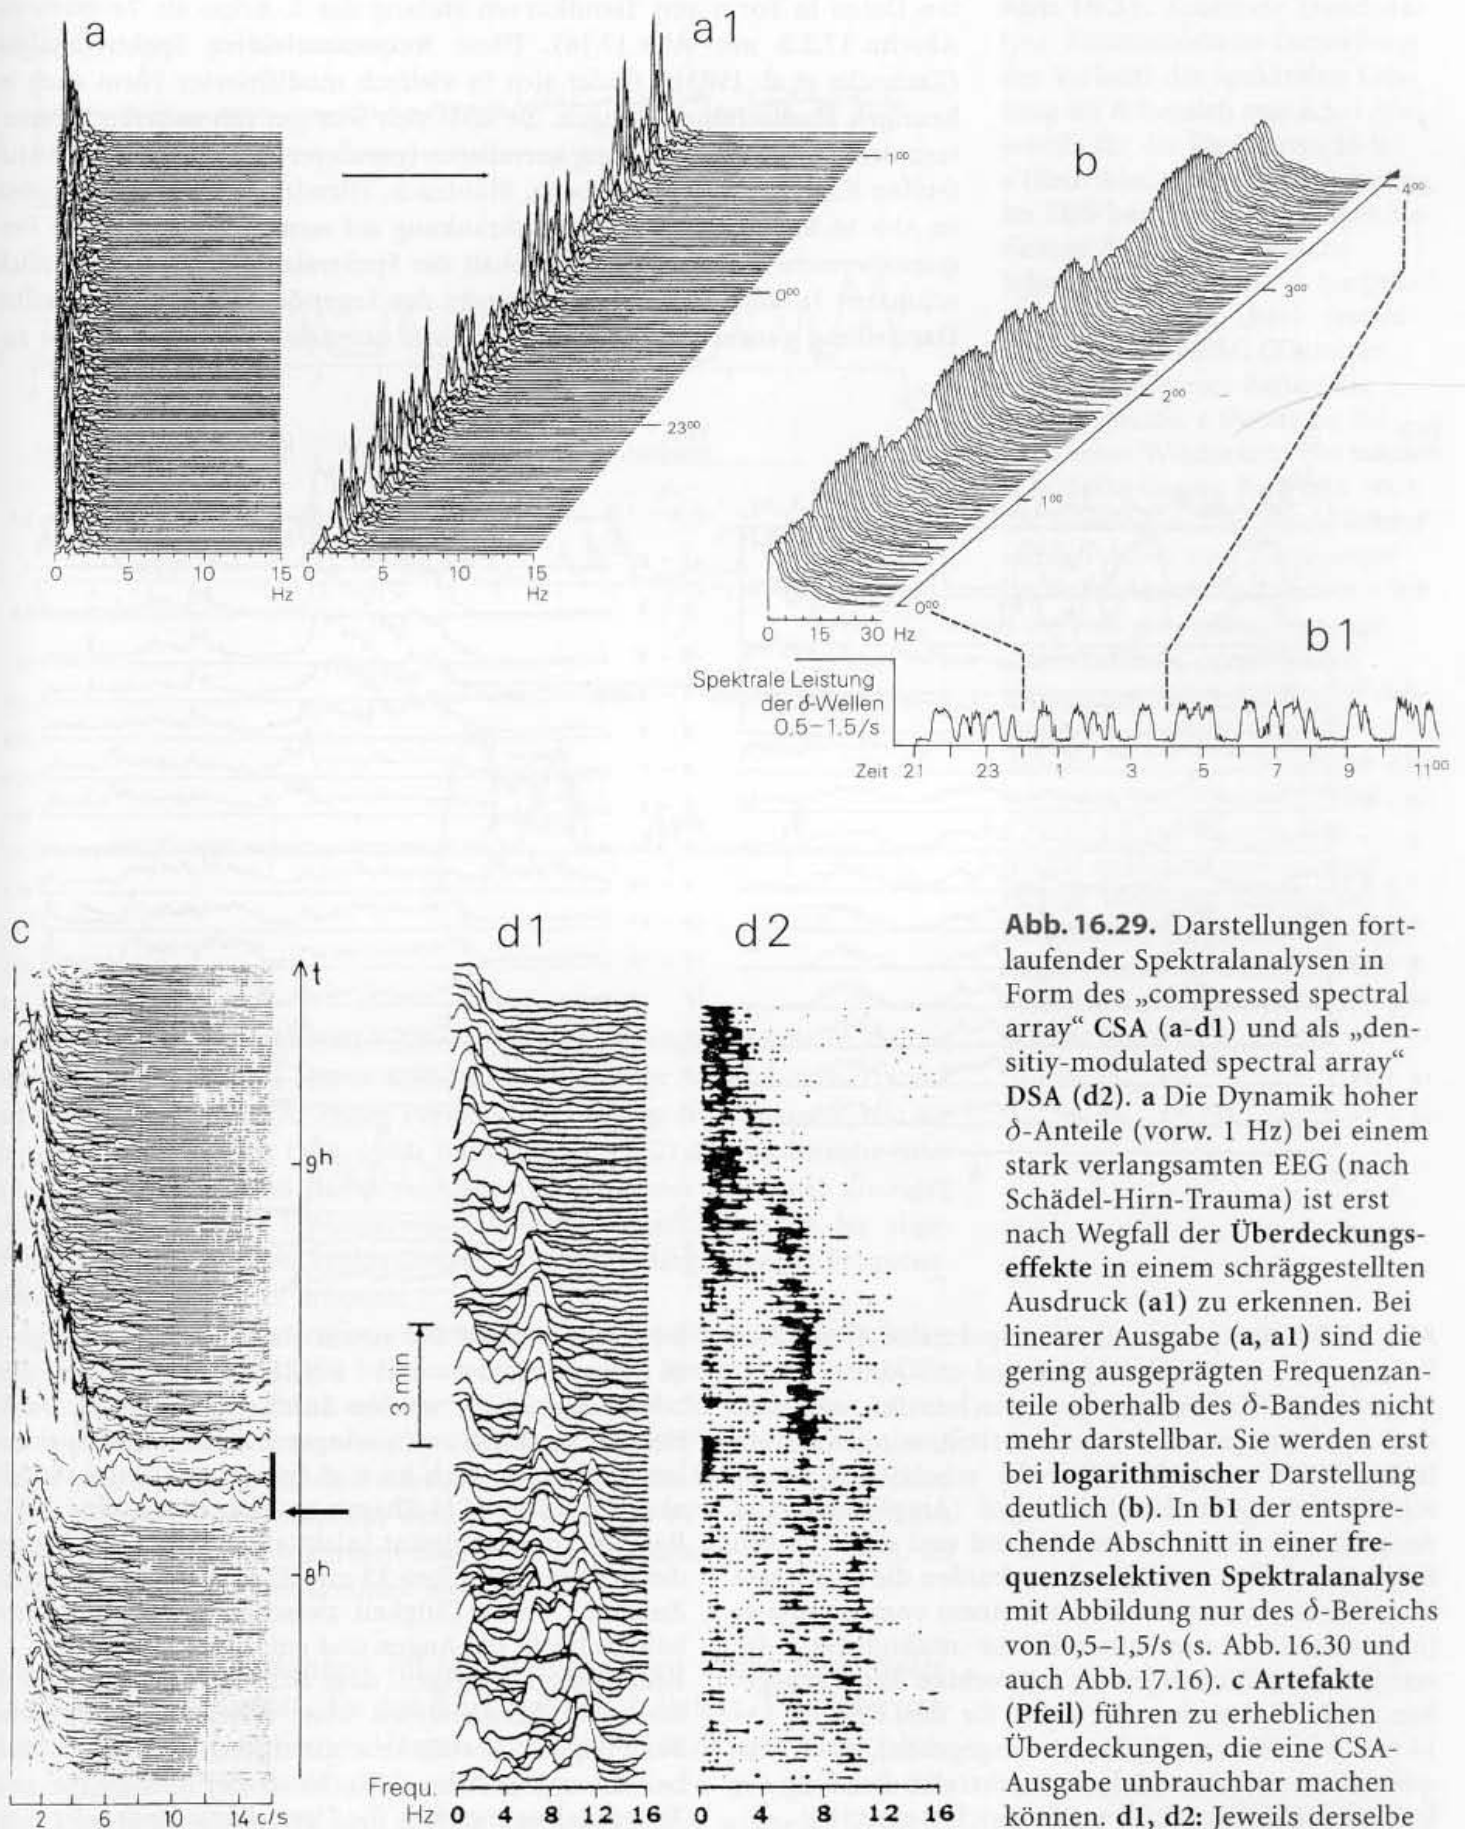 a
a1
1⁰⁰
0⁰⁰
23⁰⁰
0 5 10 15
Hz
0 5 10 15
Hz
b
4⁰⁰
3⁰⁰
2⁰⁰
1⁰⁰
0⁰⁰
0 15 30 Hz
b1
Spektrale Leistung
der δ-Wellen
0.5–1.5/s
Zeit 21 23 1 3 5 7 9 11⁰⁰
c
t
9ʰ
8ʰ
2 6 10 14 c/s
d1
3 min
Frequ.
Hz 0 4 8 12 16
d2
0 4 8 12 16
Abb. 16.29. Darstellungen fort-
laufender Spektralanalysen in
Form des „compressed spectral
array“ CSA (a-d1) und als „den-
sitiy-modulated spectral array“
DSA (d2). a Die Dynamik hoher
δ-Anteile (vorw. 1 Hz) bei einem
stark verlangsamten EEG (nach
Schädel-Hirn-Trauma) ist erst
nach Wegfall der Überdeckungs-
effekte in einem schräggestellten
Ausdruck (a1) zu erkennen. Bei
linearer Ausgabe (a, a1) sind die
gering ausgeprägten Frequenzan-
teile oberhalb des δ-Bandes nicht
mehr darstellbar. Sie werden erst
bei logarithmischer Darstellung
deutlich (b). In b1 der entspre-
chende Abschnitt in einer fre-
quenzselektiven Spektralanalyse
mit Abbildung nur des δ-Bereichs
von 0,5–1,5/s (s. Abb. 16.30 und
auch Abb. 17.16). c Artefakte
(Pfeil) führen zu erheblichen
Überdeckungen, die eine CSA-
Ausgabe unbrauchbar machen
können. d1, d2: Jeweils derselbe